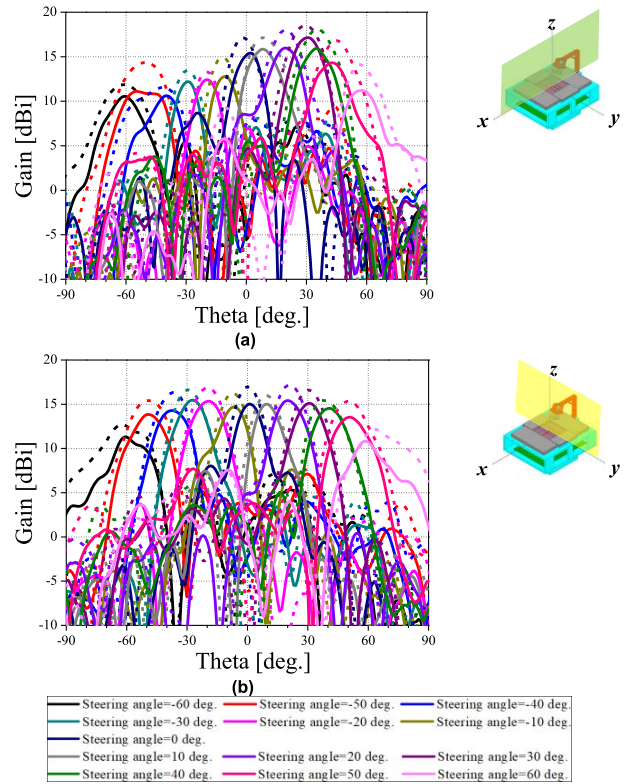 20
15
10
5
0
-5
-10
-90 -60 -30 0 30 60 90
Gain [dBi]
Theta [deg.]
(a)
z
x
y
20
15
10
5
0
-5
-10
-90 -60 -30 0 30 60 90
Gain [dBi]
Theta [deg.]
(b)
z
x
y
Steering angle=-60 deg. Steering angle=-50 deg. Steering angle=-40 deg.
Steering angle=-30 deg. Steering angle=-20 deg. Steering angle=-10 deg.
Steering angle=0 deg.
Steering angle=10 deg. Steering angle=20 deg. Steering angle=30 deg.
Steering angle=40 deg. Steering angle=50 deg. Steering angle=60 deg.